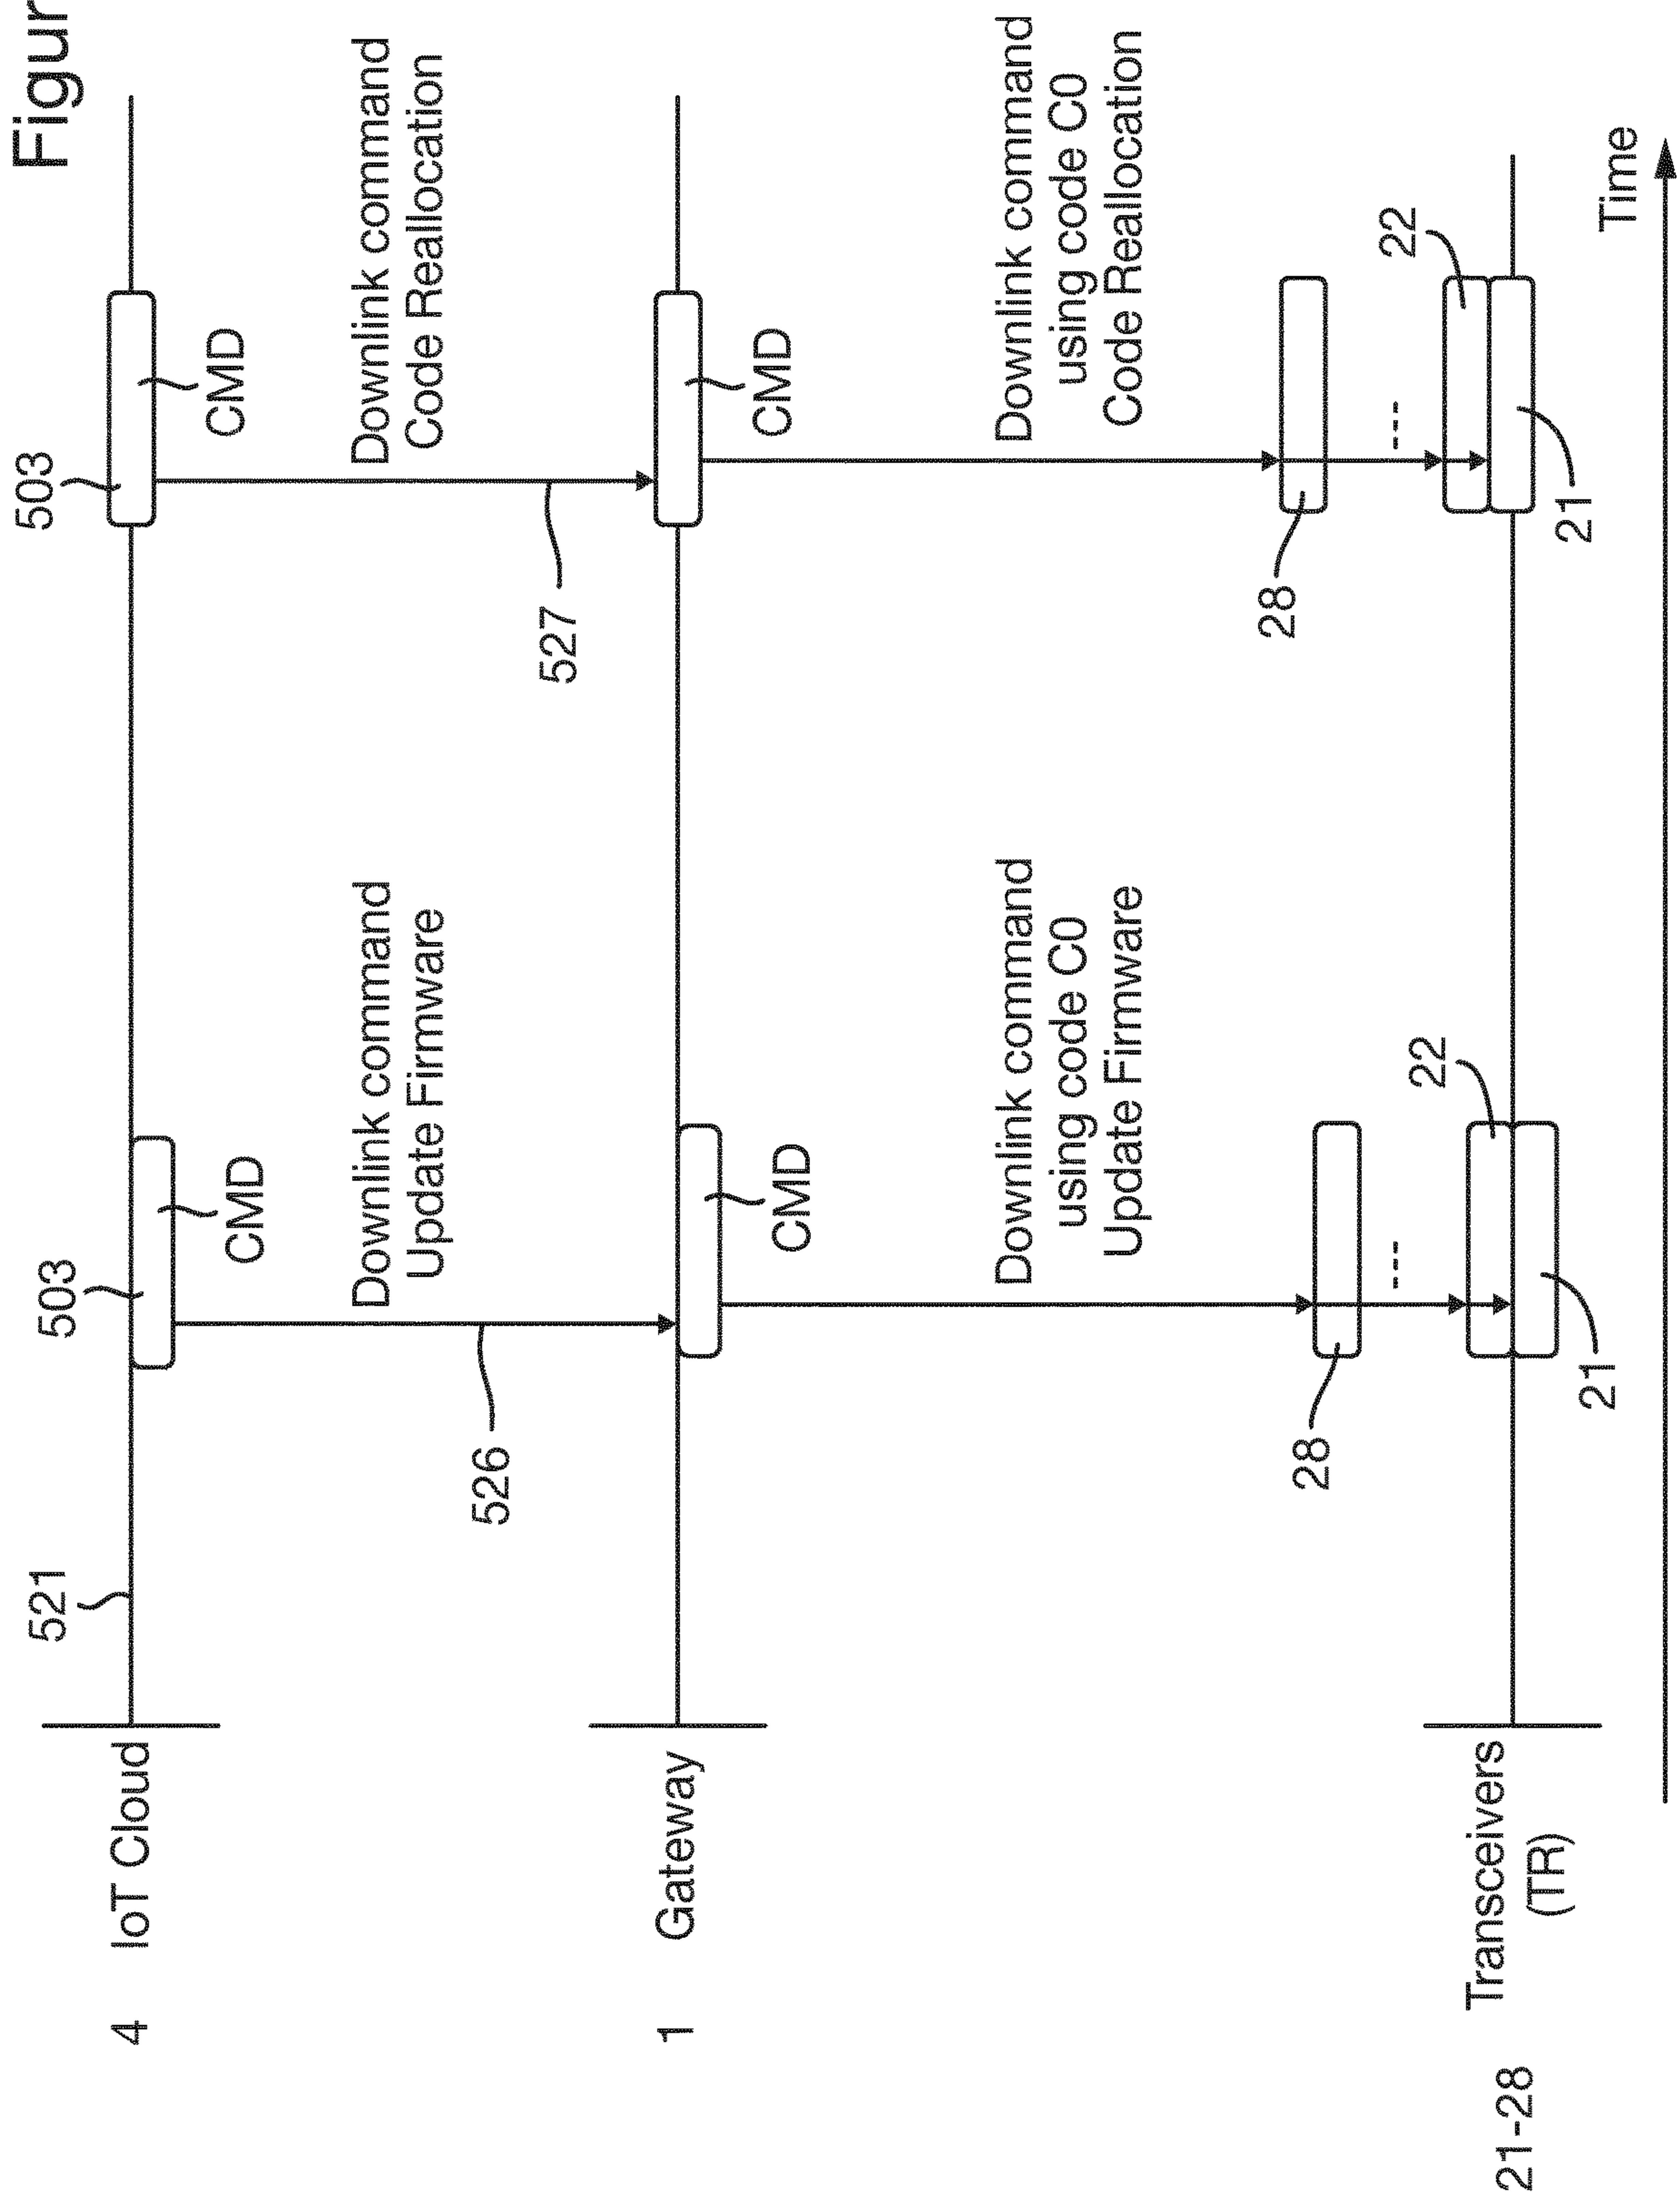 Figur
4 IoT Cloud
521
503
CMD
503
CMD
526
Downlink command
Update Firmware
527
Downlink command
Code Reallocation
1 Gateway
CMD
CMD
Downlink command
using code C0
Update Firmware
Downlink command
using code C0
Code Reallocation
28
28
22
22
21-28 Transceivers
(TR)
21
21
Time